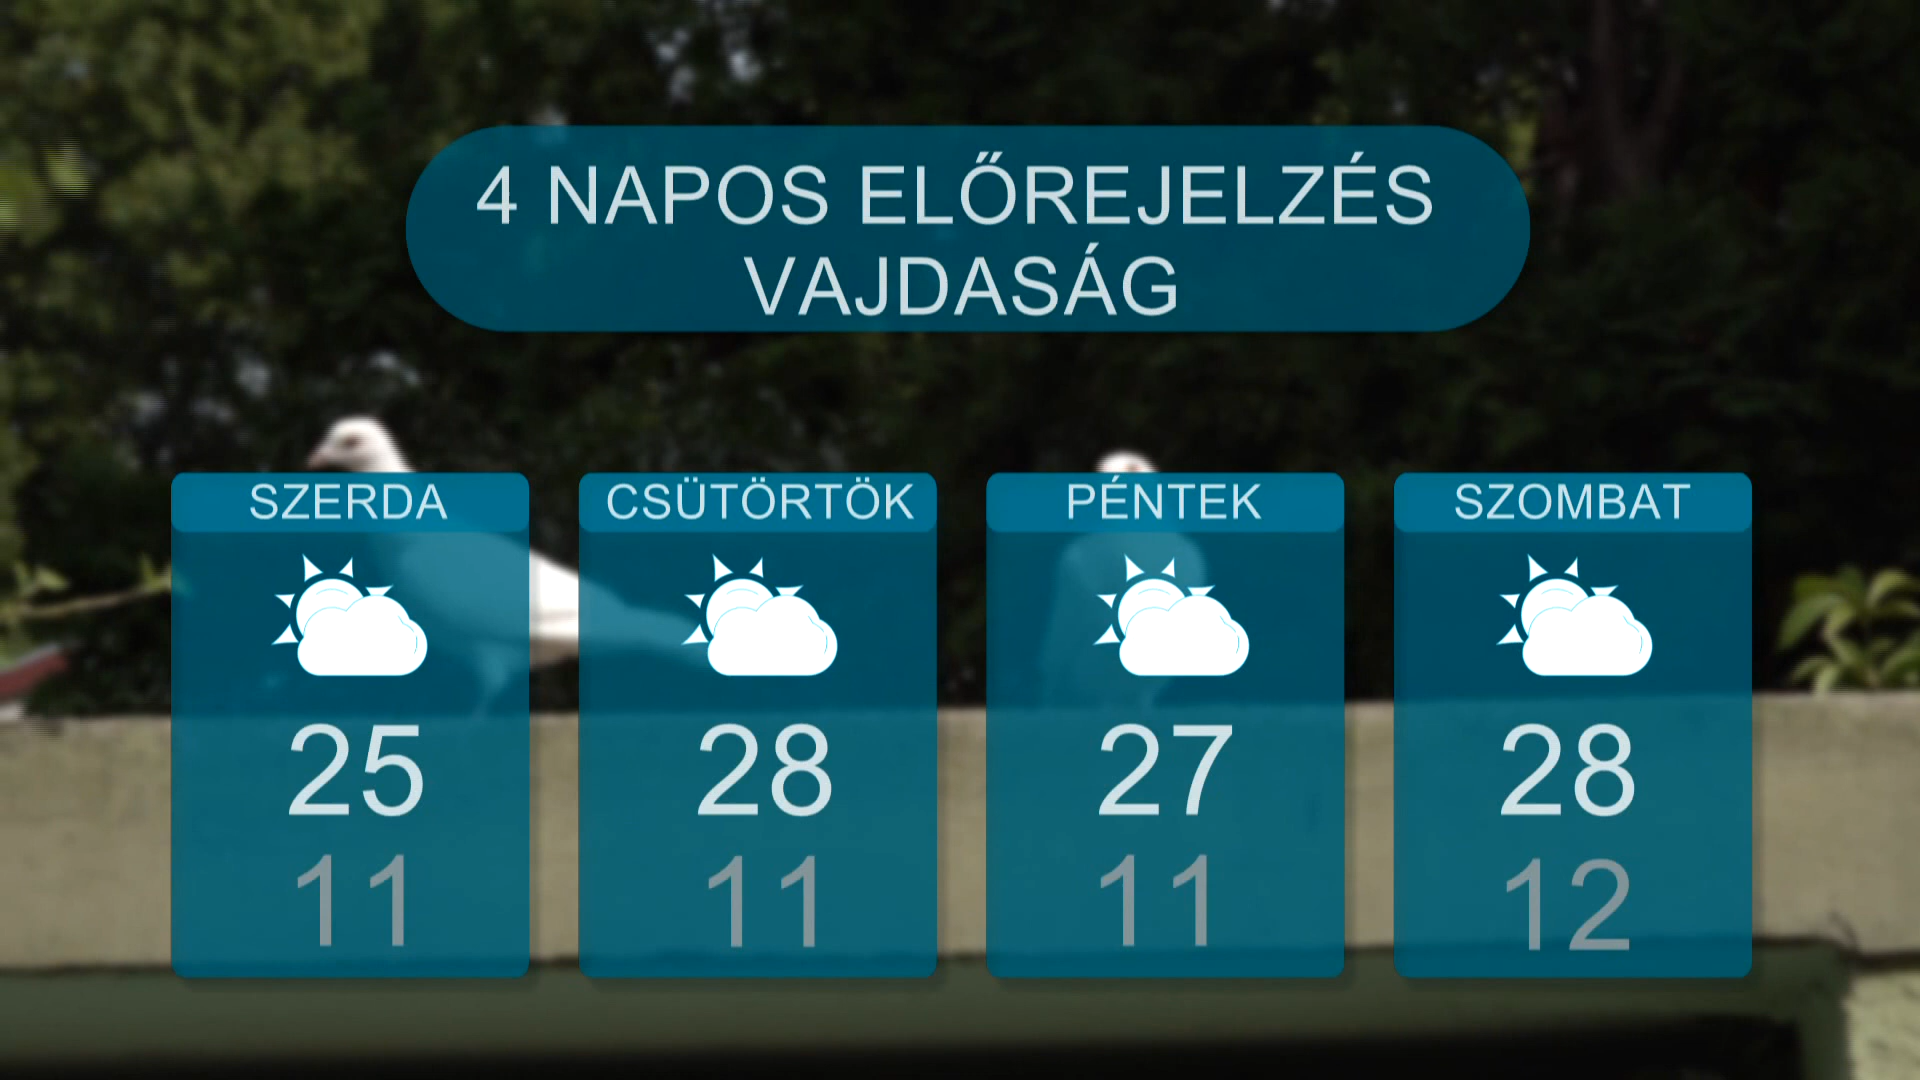 4 NAPOS ELŐREJELZÉS
VAJDASÁG
SZERDA
25
11
CSÜTÖRTÖK
28
11
PÉNTEK
27
11
SZOMBAT
28
12